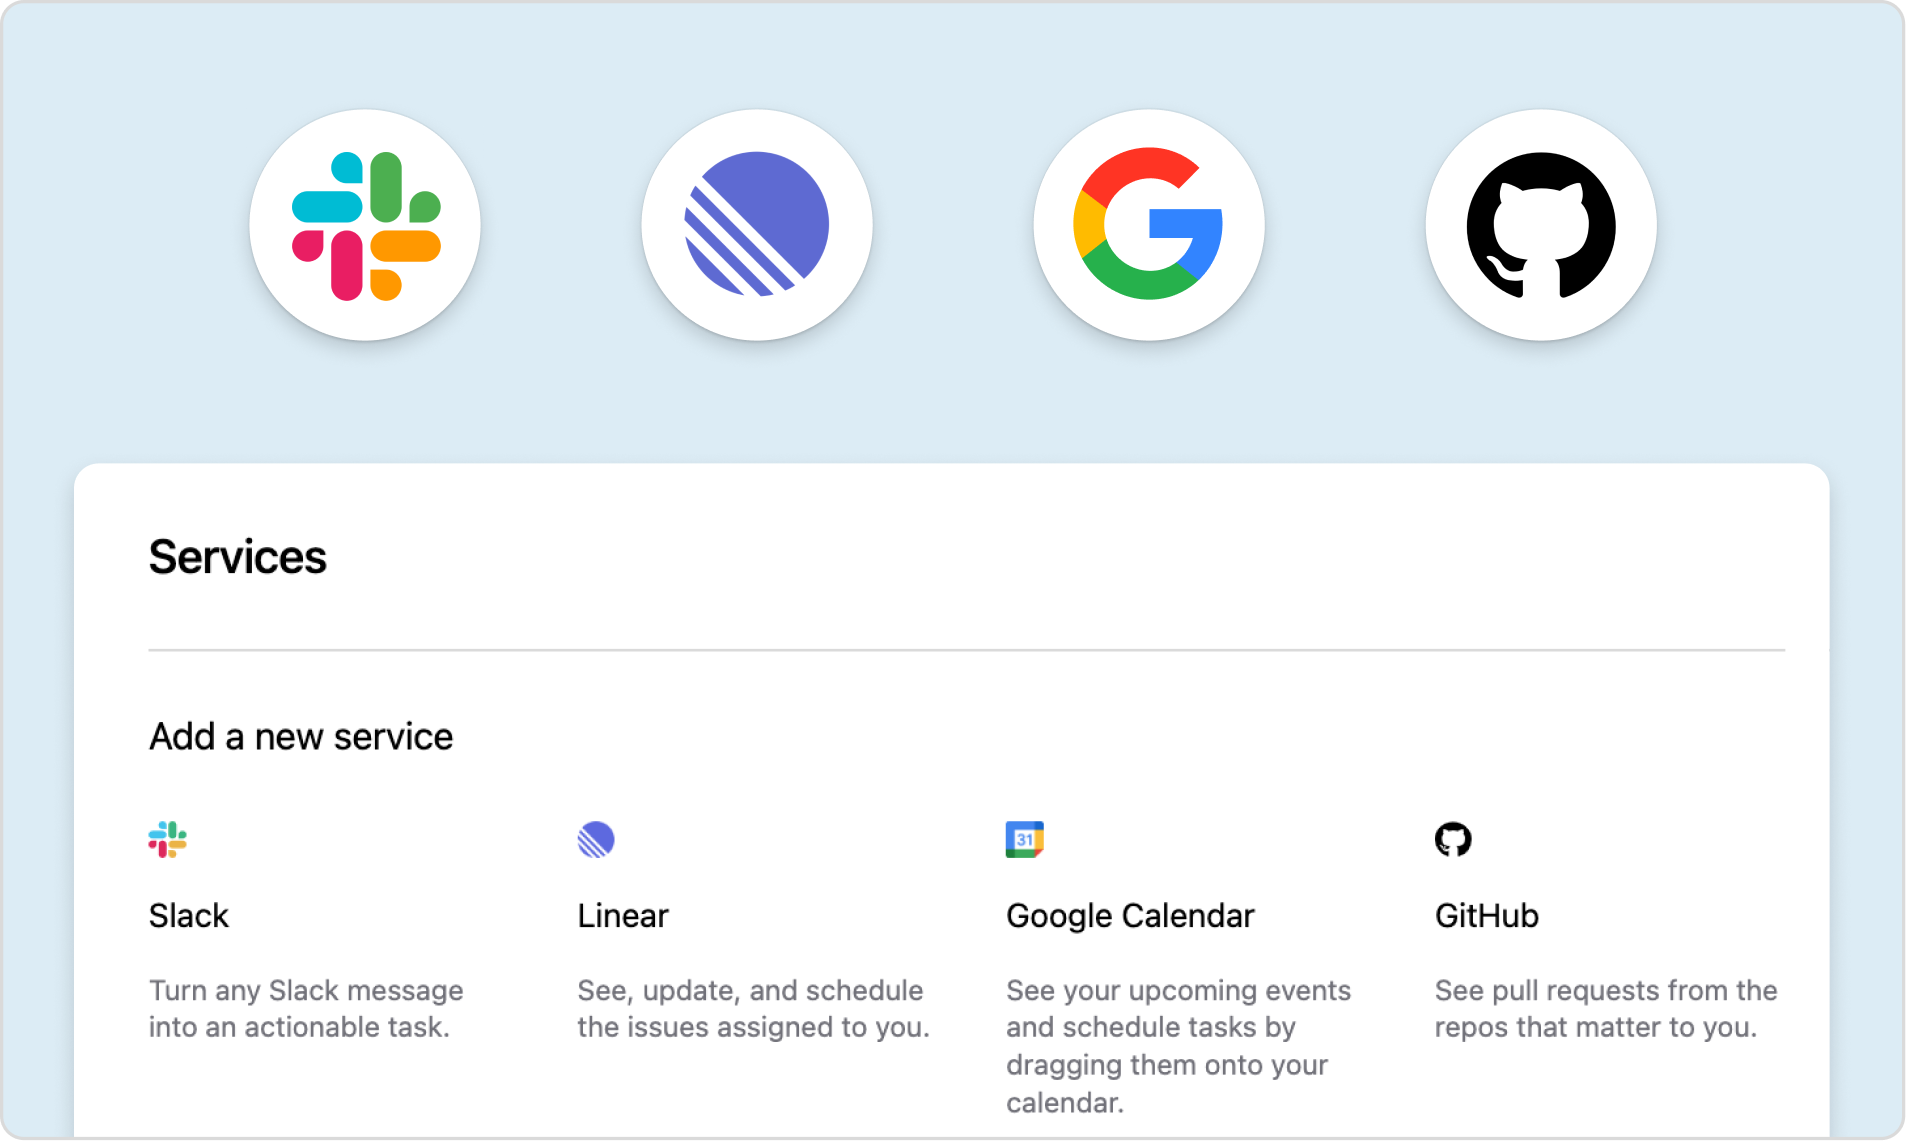 Services
Add a new service
31
Slack
Turn any Slack message
into an actionable task.
Linear
See, update, and schedule
the issues assigned to you.
Google Calendar
See your upcoming events
and schedule tasks by
dragging them onto your
calendar.
GitHub
See pull requests from the
repos that matter to you.